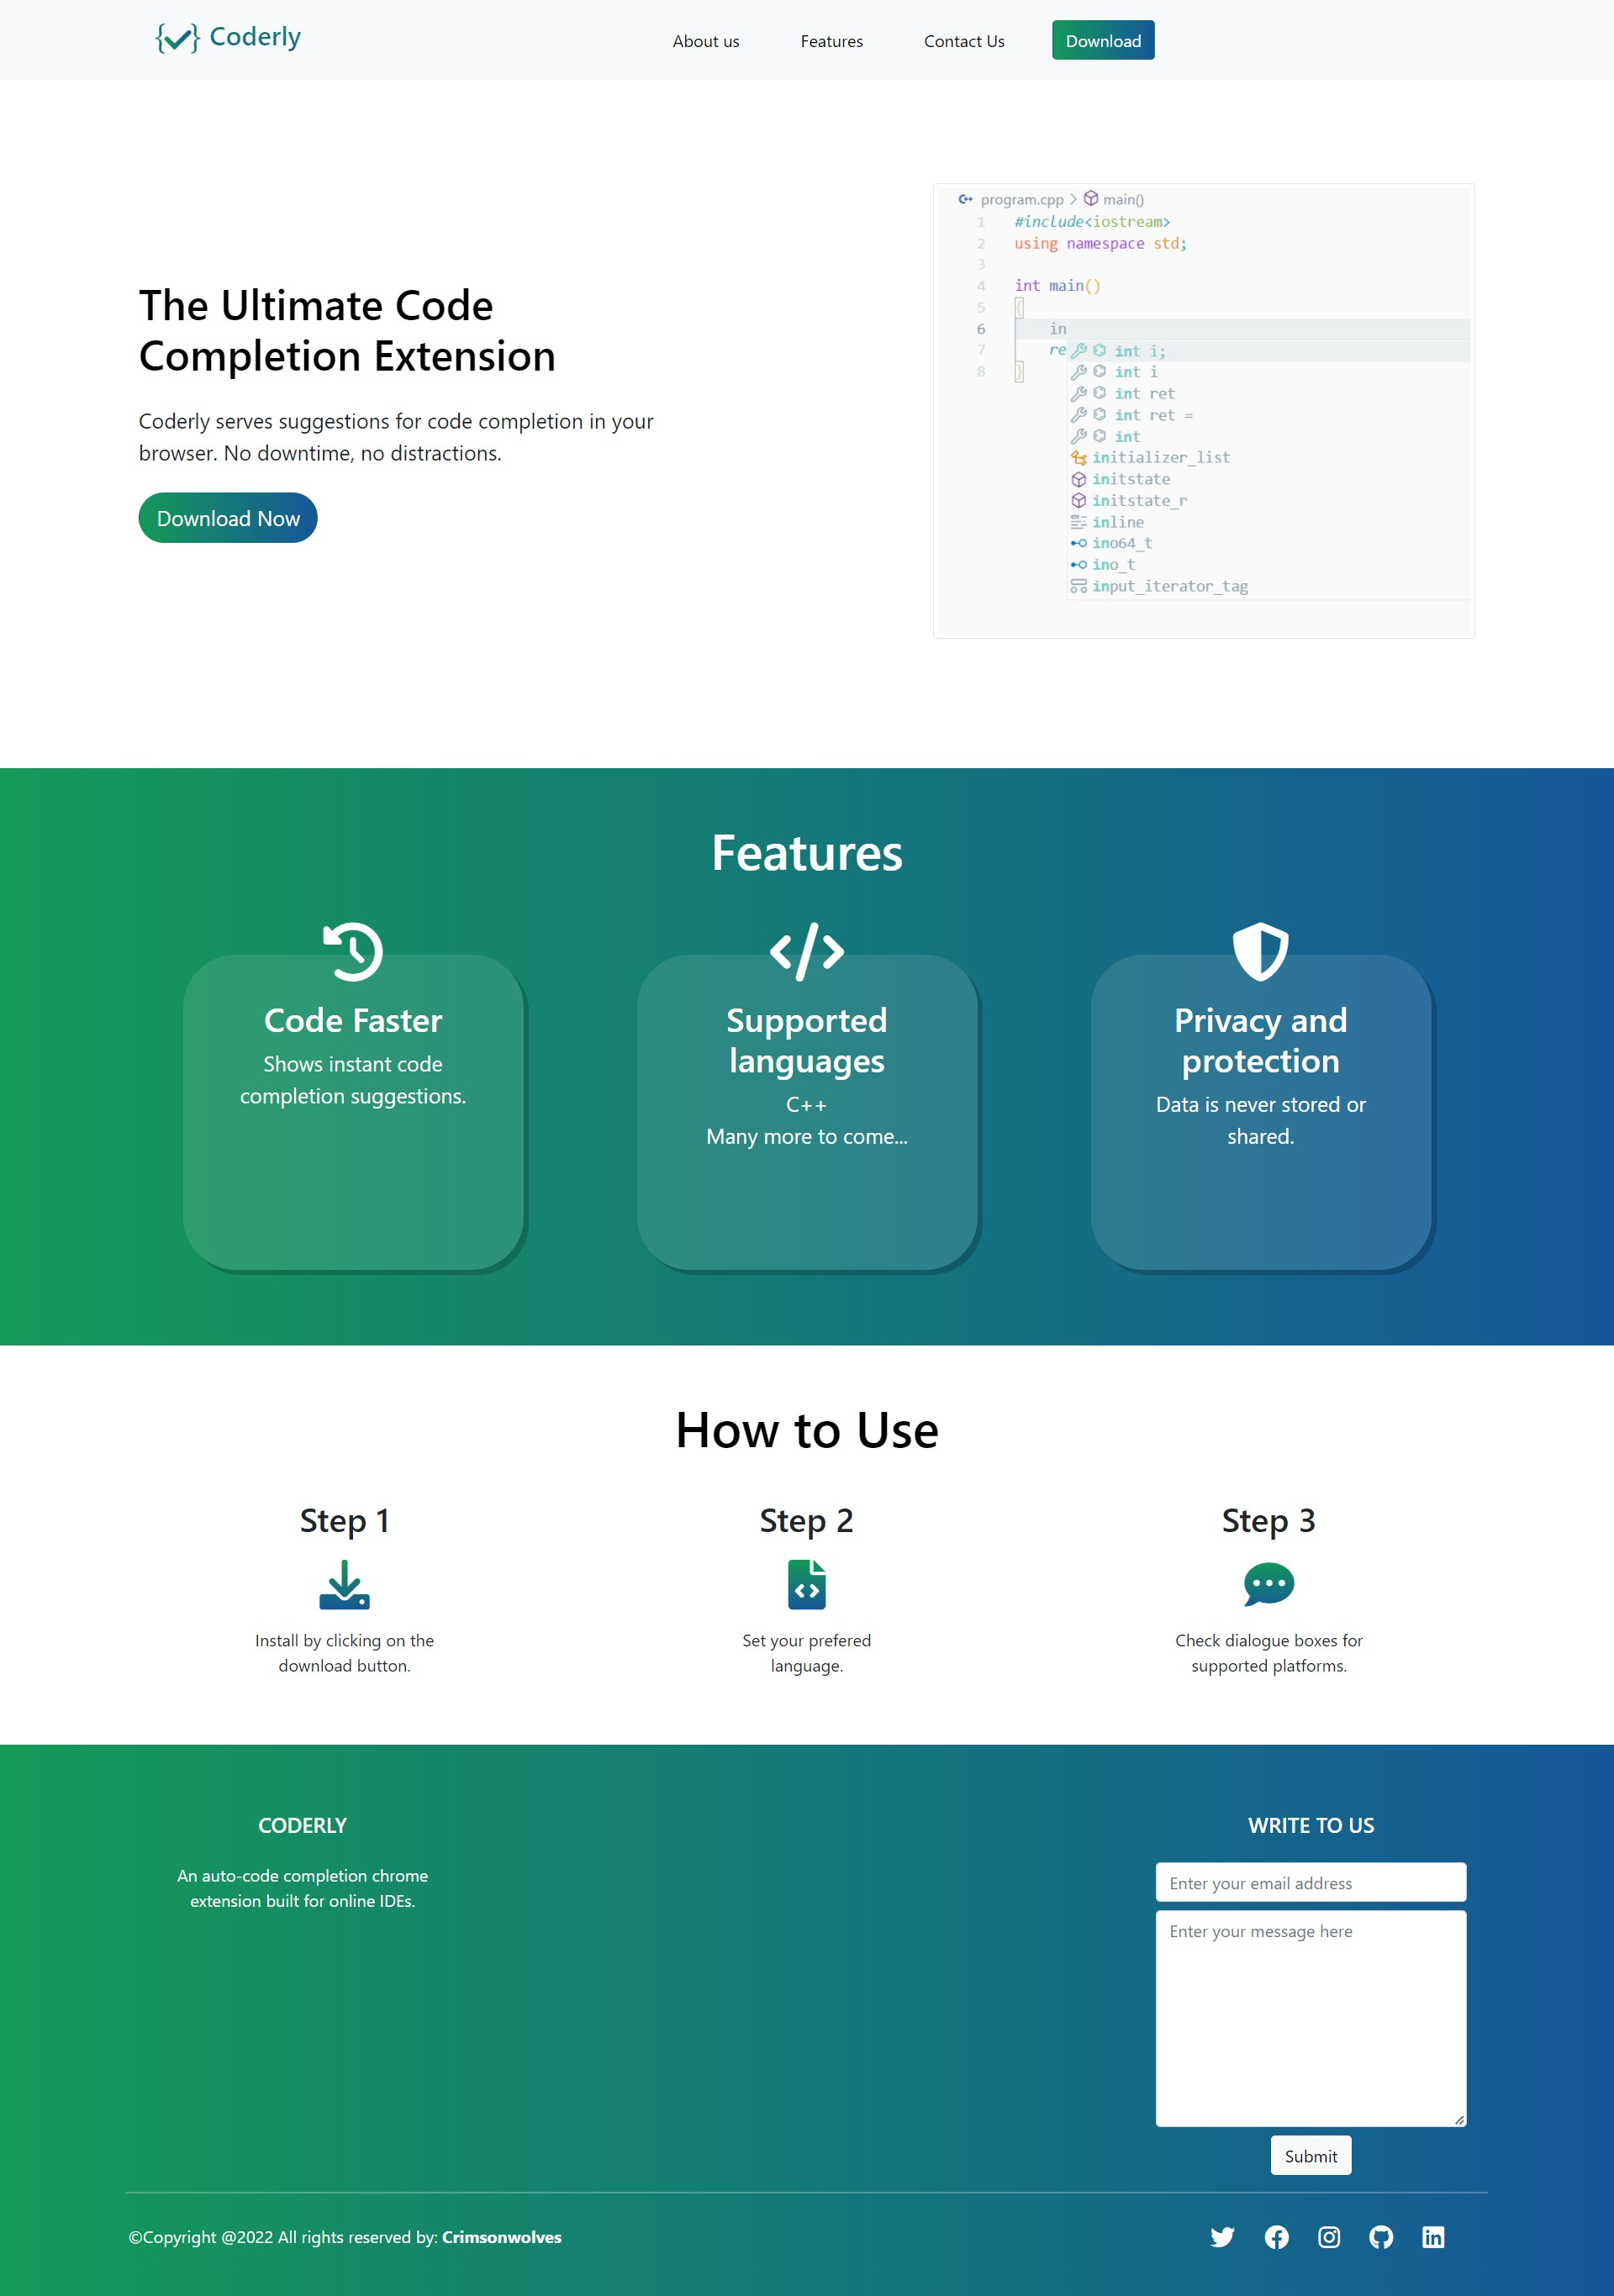 Coderly
About us
Features
Contact Us
Download
The Ultimate Code
Completion Extension
Coderly serves suggestions for code completion in your
browser. No downtime, no distractions.
Download Now
program.cpp > main()
1 #include<iostream>
2 using namespace std;
3
4 int main()
5 {
6 in
7 re
8 }
int i;
int i
int ret
int ret =
int
initializer_list
initstate
initstate_r
inline
ino64_t
ino_t
input_iterator_tag
Features
Code Faster
Shows instant code
completion suggestions.
Supported
languages
C++
Many more to come...
Privacy and
protection
Data is never stored or
shared.
How to Use
Step 1
Install by clicking on the
download button.
Step 2
Set your prefered
language.
Step 3
Check dialogue boxes for
supported platforms.
CODERLY
An auto-code completion chrome
extension built for online IDEs.
WRITE TO US
Enter your email address
Enter your message here
Submit
©Copyright @2022 All rights reserved by: Crimsonwolves